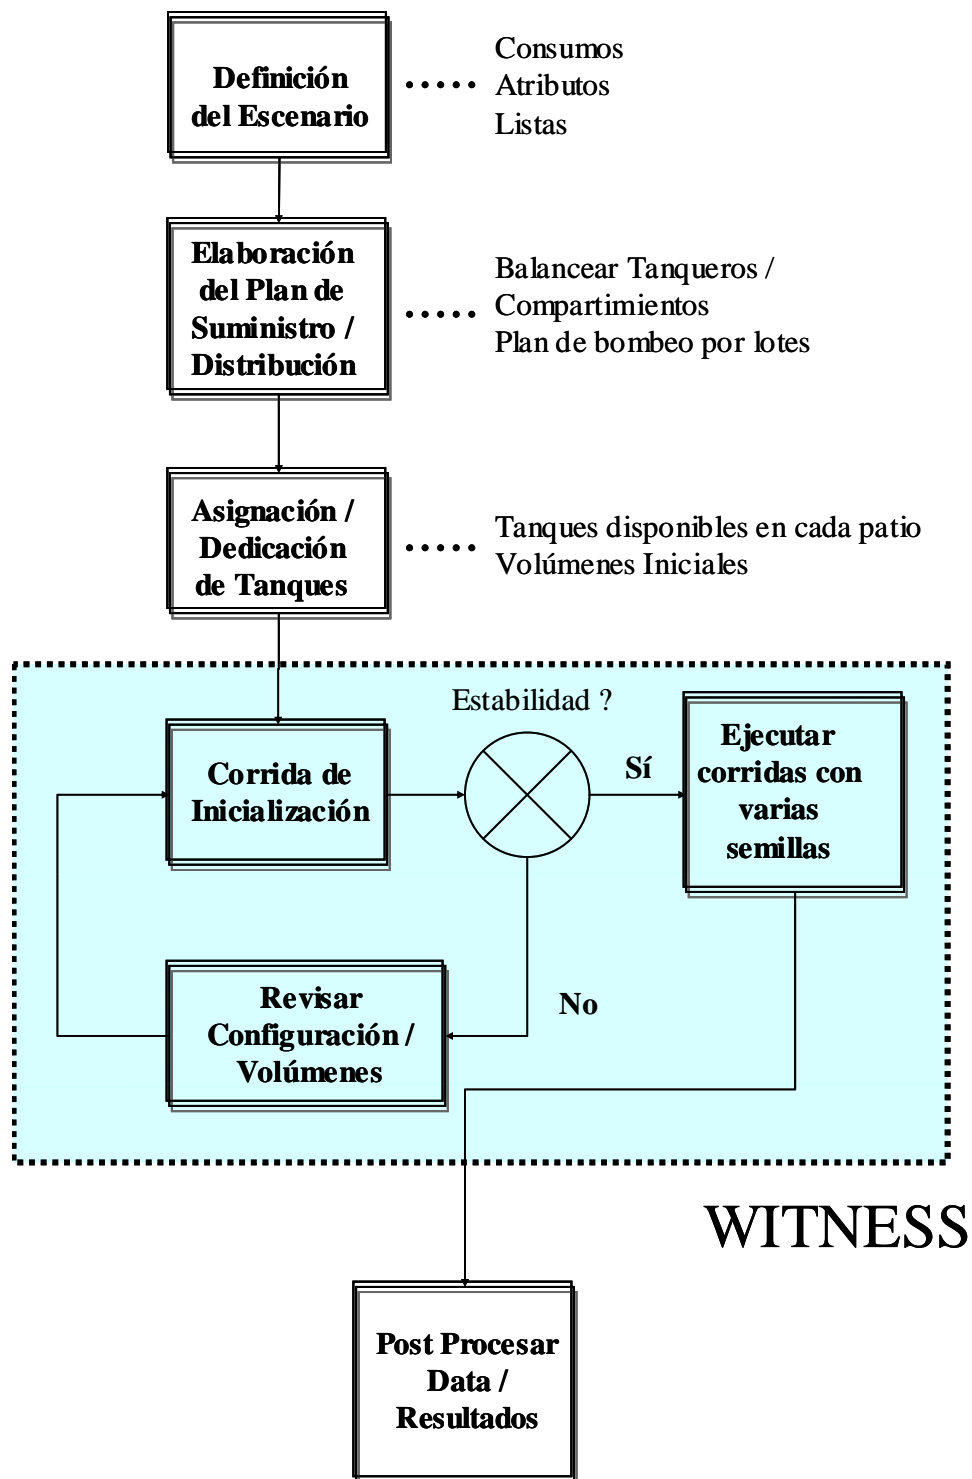 Definición
del Escenario
Consumos
Atributos
Listas
Elaboración
del Plan de
Suministro /
Distribución
Balancear Tanqueros /
Compartimientos
Plan de bombeo por lotes
Asignación /
Dedicación
de Tanques
Tanques disponibles en cada patio
Volúmenes Iniciales
Estabilidad ?
Corrida de
Inicialización
Sí
Ejecutar
corridas con
varias
semillas
Revisar
Configuración /
Volúmenes
No
WITNESS
Post Procesar
Data /
Resultados